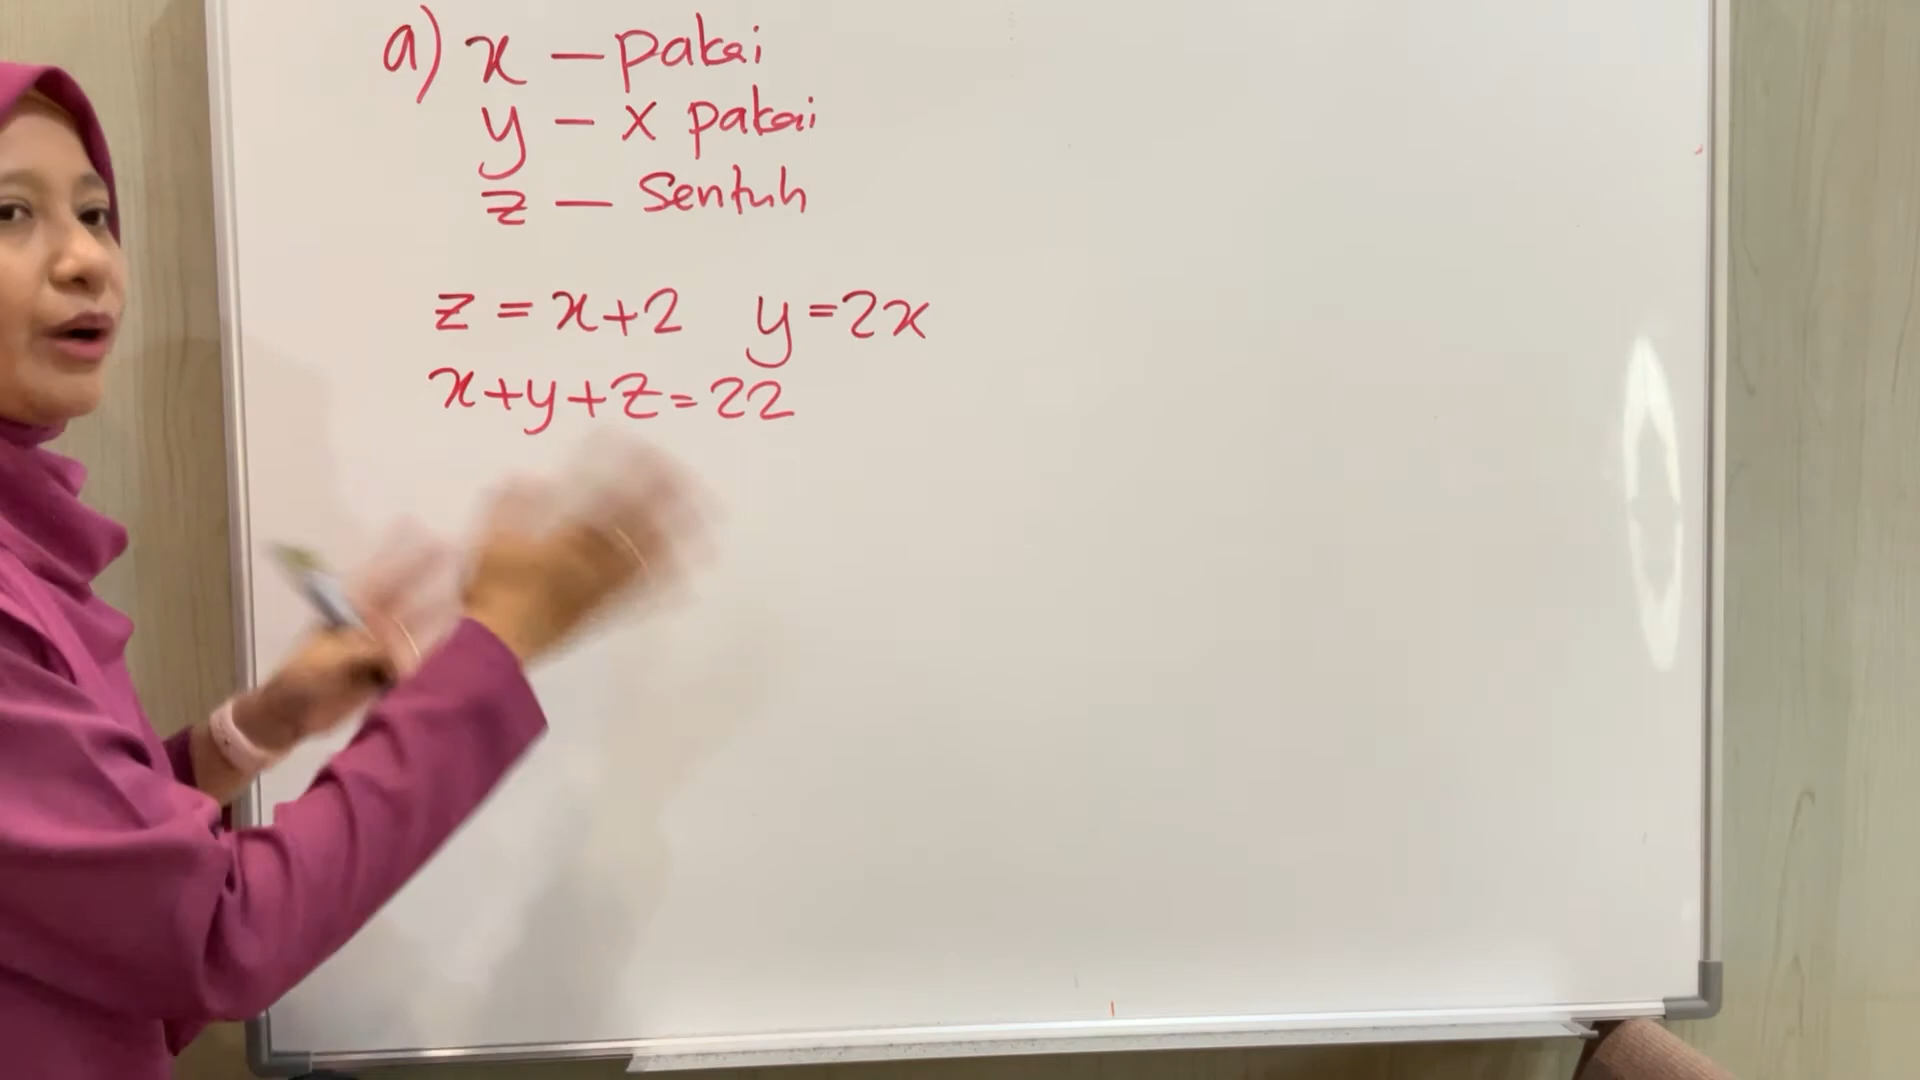 a) x – pakai
y – x pakai
z – Sentuh
z = x+2 y=2x
x+y+z=22